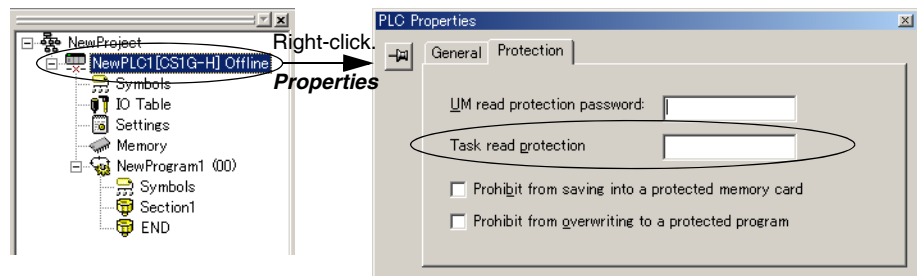 NewProject
NewPLC1[CS1G-H] Offline
Symbols
IO Table
Settings
Memory
NewProgram1 (00)
Symbols
Section1
END
Right-click.
Properties
PLC Properties
General
Protection
UM read protection password:
Task read protection
Prohibit from saving into a protected memory card
Prohibit from overwriting to a protected program